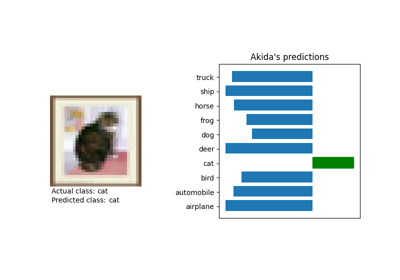 Akida's predictions
truck
ship
horse
frog
dog
deer
cat
bird
automobile
airplane
Actual class: cat
Predicted class: cat